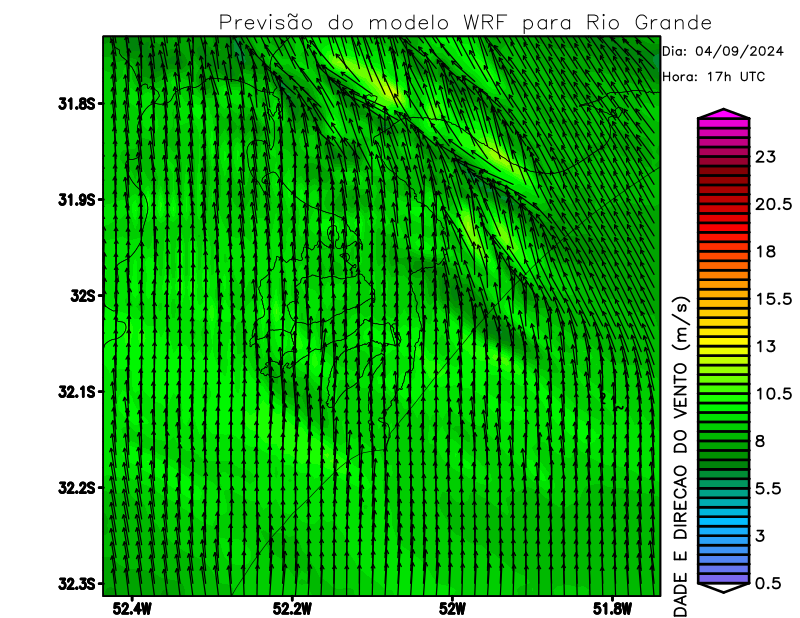 Previsão do modelo WRF para Rio Grande
Dia: 04/09/2024
Hora: 17h UTC
31.8S
31.9S
32S
32.1S
32.2S
32.3S
52.4W
52.2W
52W
51.8W
DADE E DIRECAO DO VENTO (m/s)
23
20.5
18
15.5
13
10.5
8
5.5
3
0.5